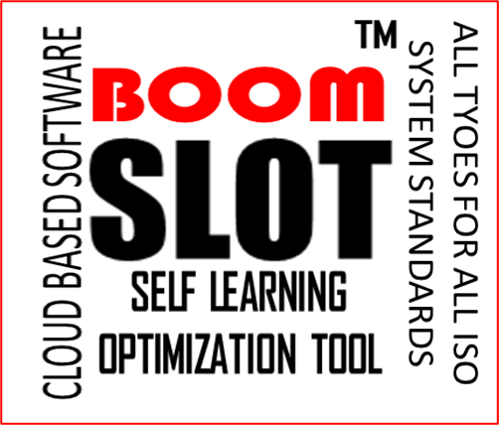 CLOUD BASED SOFTWARE
TM
BOOM
SLOT
SELF LEARNING
OPTIMIZATION TOOL
ALL TYOES FOR ALL ISO
SYSTEM STANDARDS